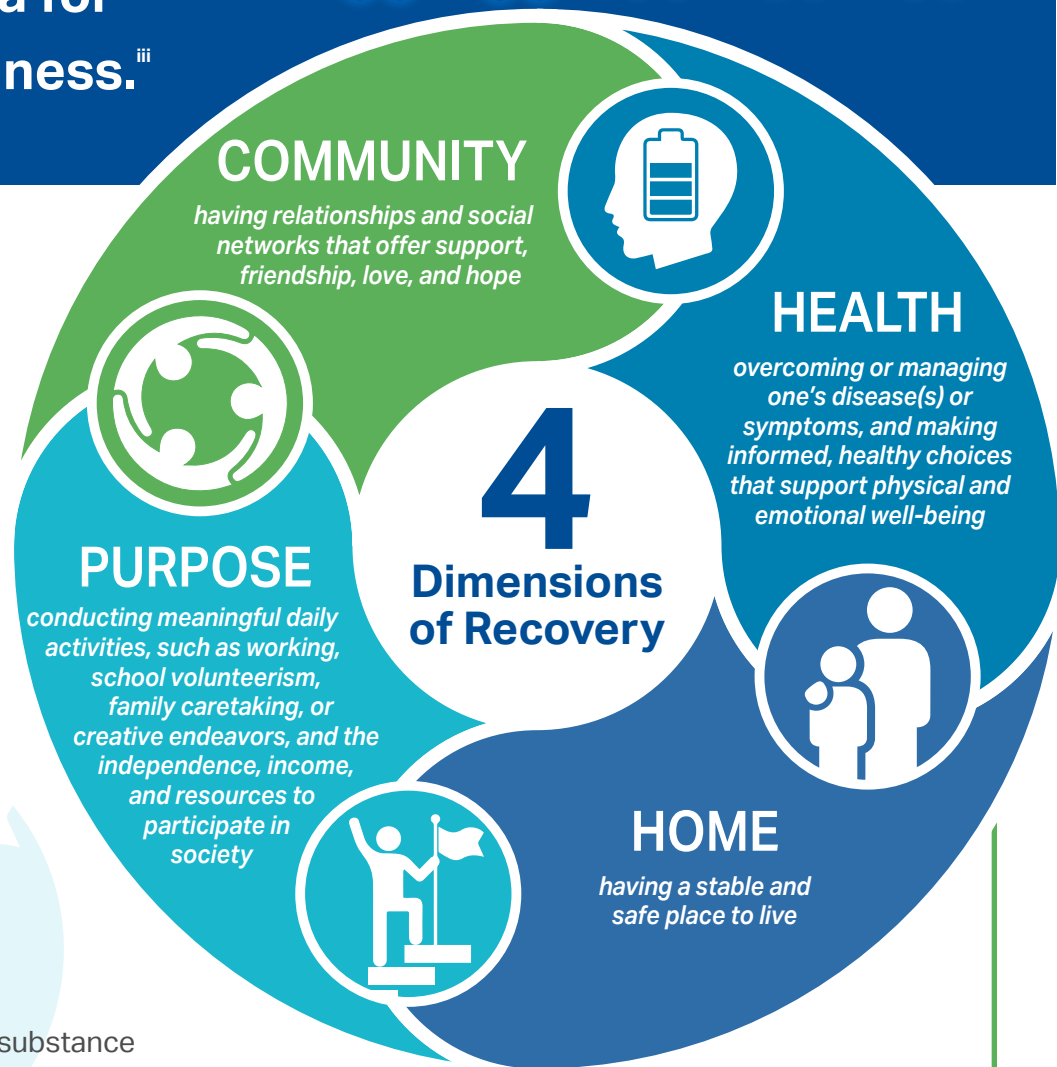 a for
ness.iii
COMMUNITY
having relationships and social
networks that offer support,
friendship, love, and hope
HEALTH
overcoming or managing
one’s disease(s) or
symptoms, and making
informed, healthy choices
that support physical and
emotional well-being
4
Dimensions
of Recovery
PURPOSE
conducting meaningful daily
activities, such as working,
school volunteerism,
family caretaking, or
creative endeavors, and the
independence, income,
and resources to
participate in
society
HOME
having a stable and
safe place to live
substance